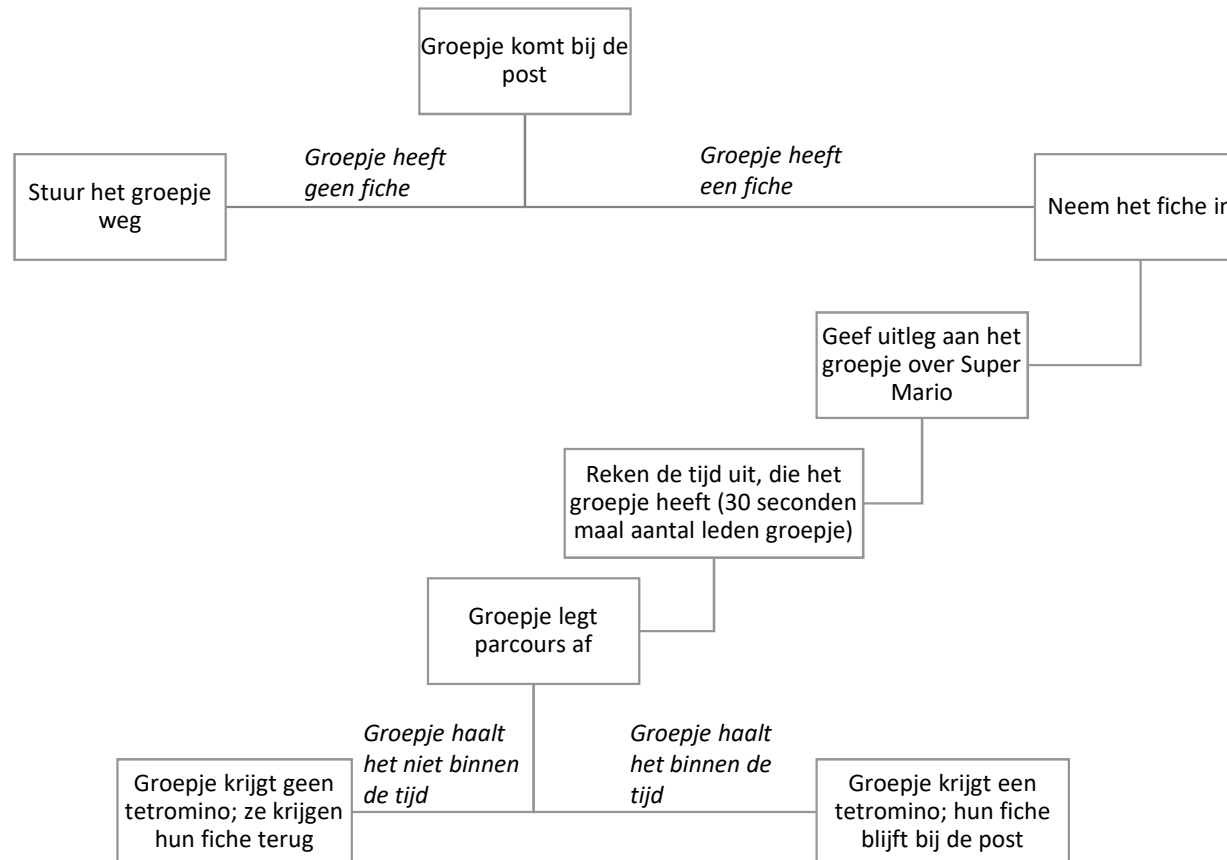 Groepje komt bij de
post
Groepje heeft
geen fiche
Groepje heeft
een fiche
Stuur het groepje
weg
Neem het fiche in
Geef uitleg aan het
groepje over Super
Mario
Reken de tijd uit, die het
groepje heeft (30 seconden
maal aantal leden groepje)
Groepje legt
parcours af
Groepje haalt
het niet binnen
de tijd
Groepje haalt
het binnen de
tijd
Groepje krijgt geen
tetromino; ze krijgen
hun fiche terug
Groepje krijgt een
tetromino; hun fiche
blijft bij de post